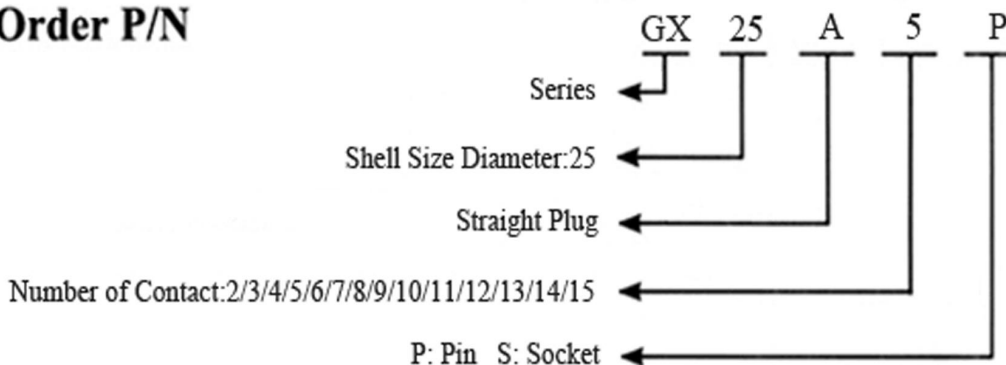 Order P/N
GX 25 A 5 P
Series
Shell Size Diameter:25
Straight Plug
Number of Contact:2/3/4/5/6/7/8/9/10/11/12/13/14/15
P: Pin S: Socket